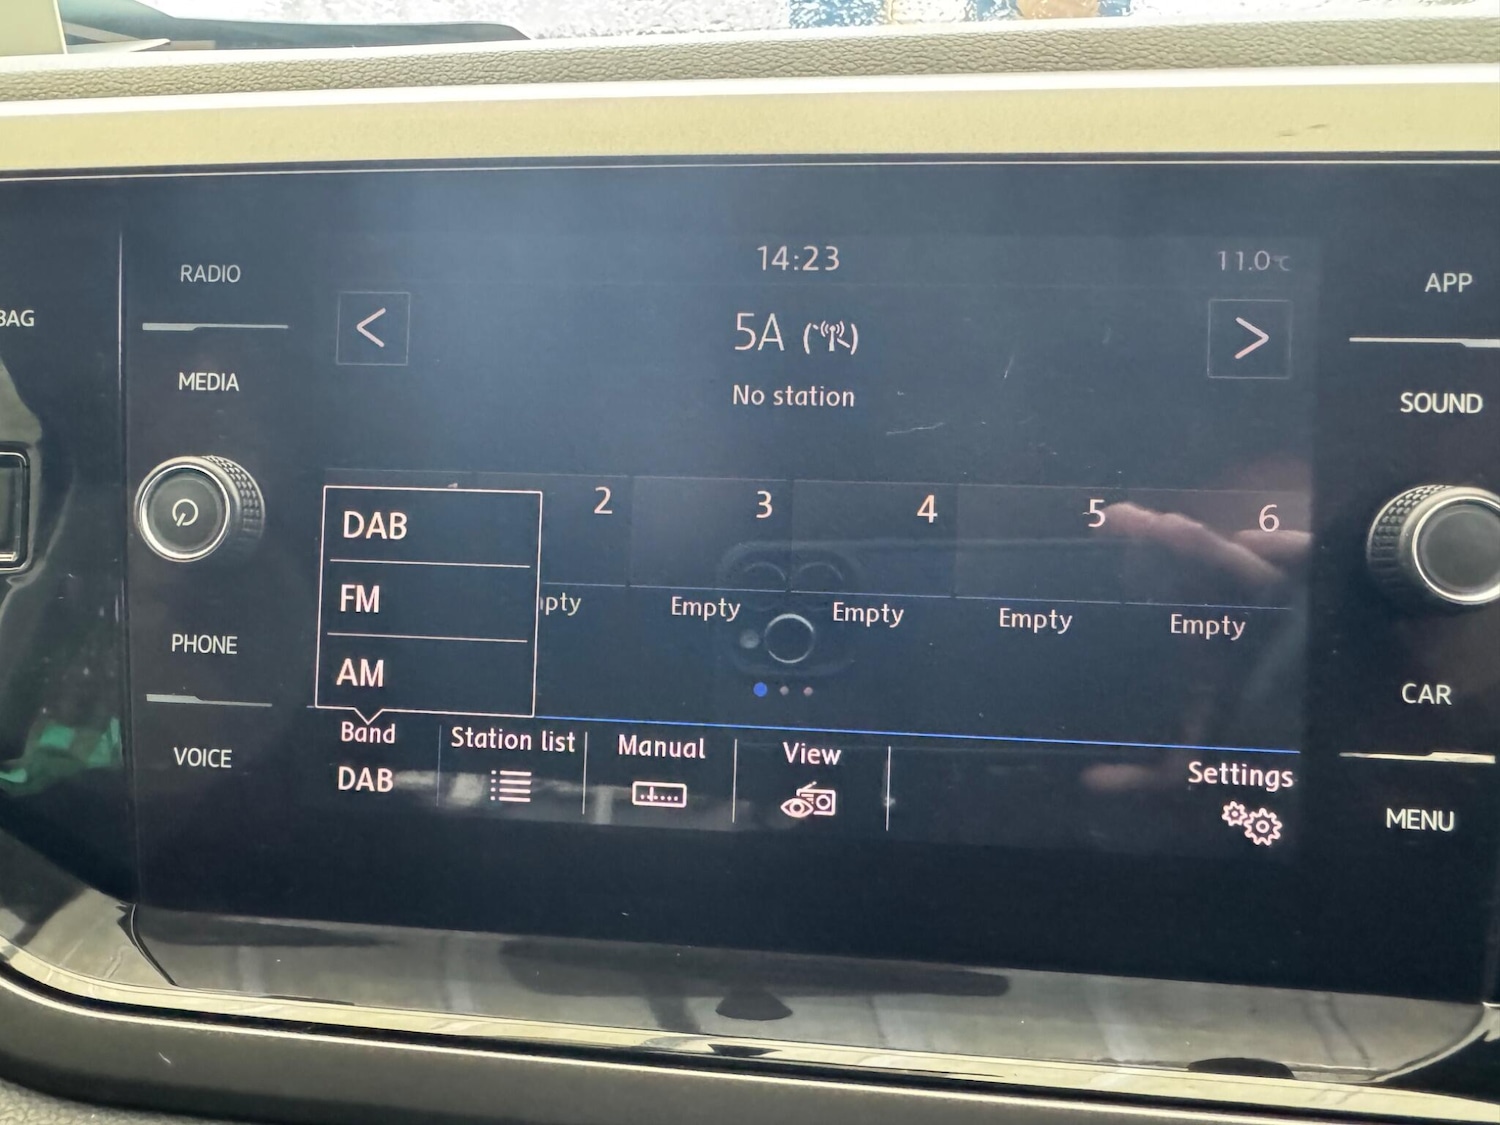 14:23
11.0°C
RADIO
APP
BAG
<
5A
>
MEDIA
No station
SOUND
2
3
4
5
6
DAB
FM
AM
pty
Empty
Empty
Empty
Empty
PHONE
CAR
Band
Station list
Manual
View
Settings
DAB
VOICE
MENU